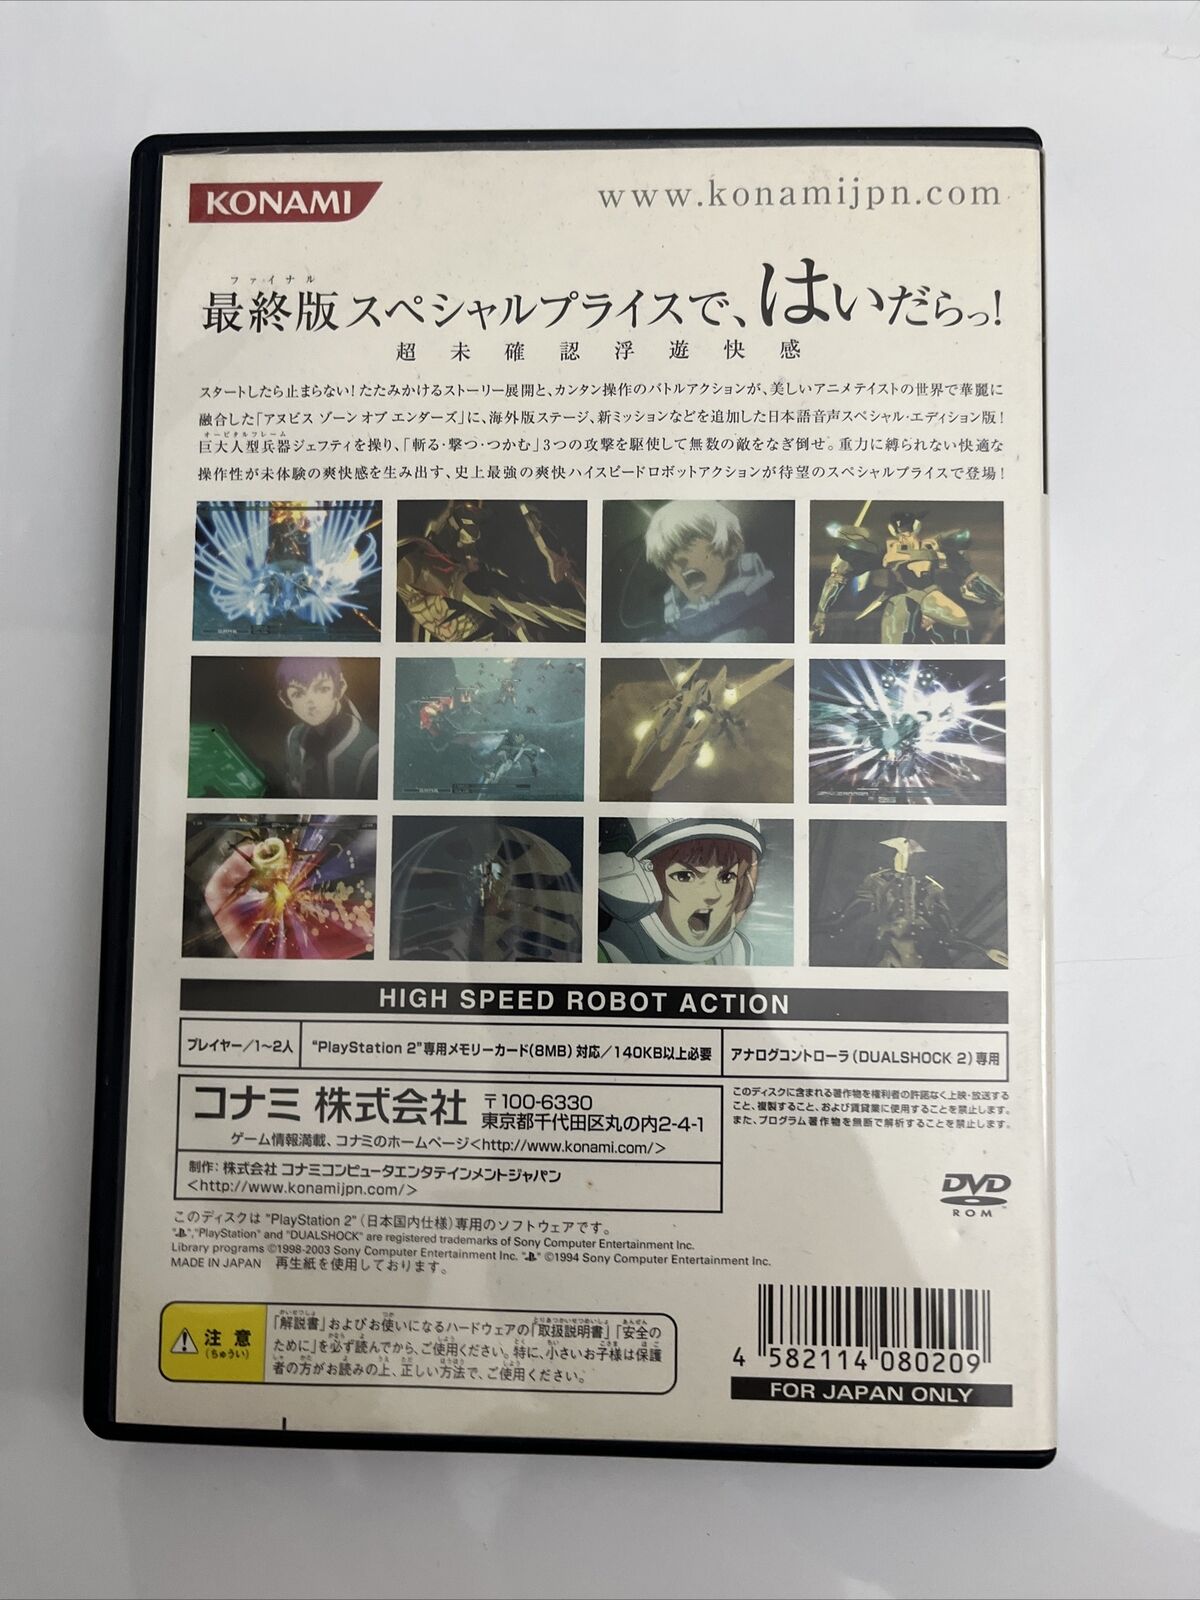 KONAMI
www.konamijpn.com
ファイナル
最終版スペシャルプライスで、はいだらっ!
超未確認浮遊快感
スタートしたら止まらない!たたみかけるストーリー展開と、カンタン操作のバトルアクションが、美しいアニメテイストの世界で華麗に
融合した「アヌビス ゾーン オブ エンダーズ」に、海外版ステージ、新ミッションなどを追加した日本語音声スペシャル・エディション版!
オービタルフレーム
巨大人型兵器ジェフティを操り、「斬る・撃つ・つかむ」3つの攻撃を駆使して無数の敵をなぎ倒せ。重力に縛られない快適な
操作性が未体験の爽快感を生み出す、史上最強の爽快ハイスピードロボットアクションが待望のスペシャルプライスで登場!
HIGH SPEED ROBOT ACTION
プレイヤー/1~2人
"PlayStation 2"専用メモリーカード(8MB)対応/140KB以上必要
アナログコントローラ(DUALSHOCK 2)専用
コナミ 株式会社
〒100-6330
東京都千代田区丸の内2-4-1
ゲーム情報満載、コナミのホームページ<http://www.konami.com/>
制作:株式会社 コナミコンピュータエンタテインメントジャパン
<http://www.konamijpn.com/>
このディスクに含まれる著作物を権利者の許諾なく上映・放送する
こと、複製すること、および賃貸業に使用することを禁止します。
また、プログラム著作物を無断で解析することを禁止します。
DVD
ROM
このディスクは "PlayStation 2"(日本国内仕様)専用のソフトウェアです。
" ","PlayStation" and "DUALSHOCK" are registered trademarks of Sony Computer Entertainment Inc.
Library programs ©1998-2003 Sony Computer Entertainment Inc. " " ©1994 Sony Computer Entertainment Inc.
MADE IN JAPAN 再生紙を使用しております。
注意
(ちゅうい)
「解説書」およびお使いになるハードウェアの「取扱説明書」「安全の
ために」を必ず読んでから、ご使用ください。特に、小さいお子様は保護
者の方がお読みの上、正しい方法で、ご使用ください。
4 582114 080209
FOR JAPAN ONLY